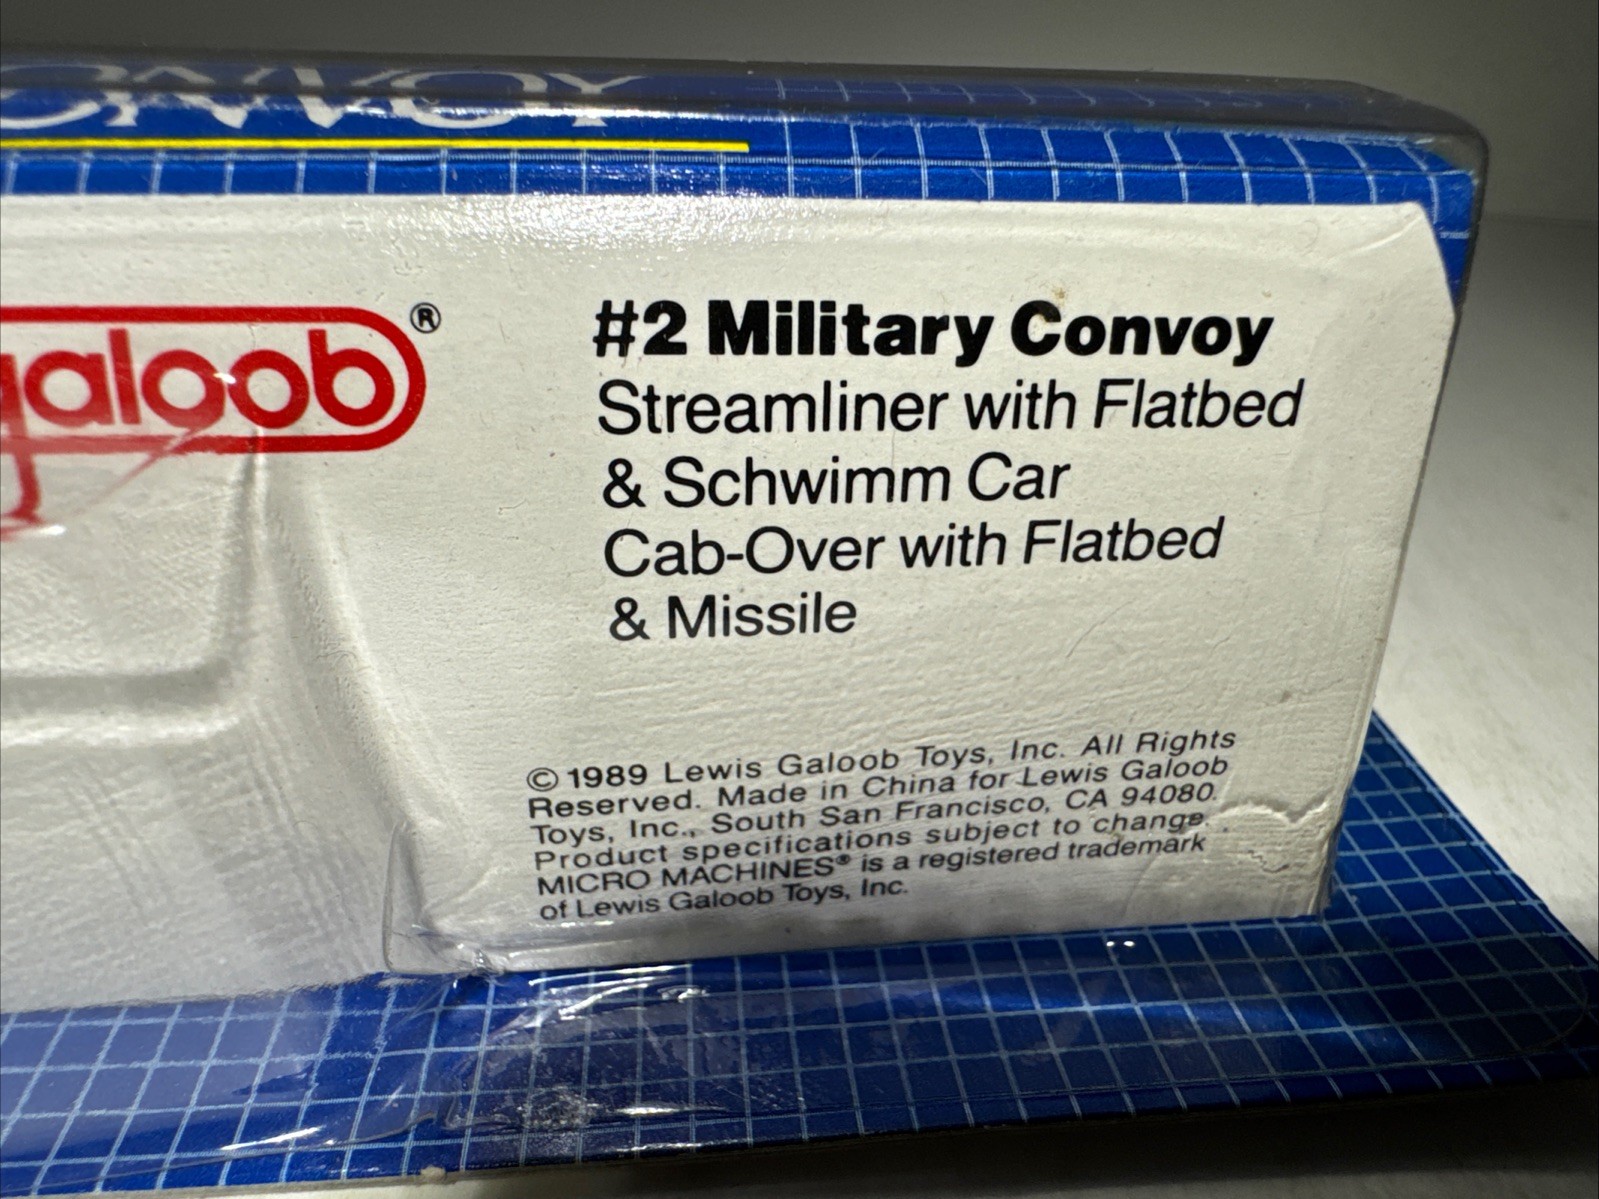 galoob®
#2 Military Convoy
Streamliner with Flatbed
& Schwimm Car
Cab-Over with Flatbed
& Missile
© 1989 Lewis Galoob Toys, Inc. All Rights
Reserved. Made in China for Lewis Galoob
Toys, Inc., South San Francisco, CA 94080.
Product specifications subject to change.
MICRO MACHINES® is a registered trademark
of Lewis Galoob Toys, Inc.